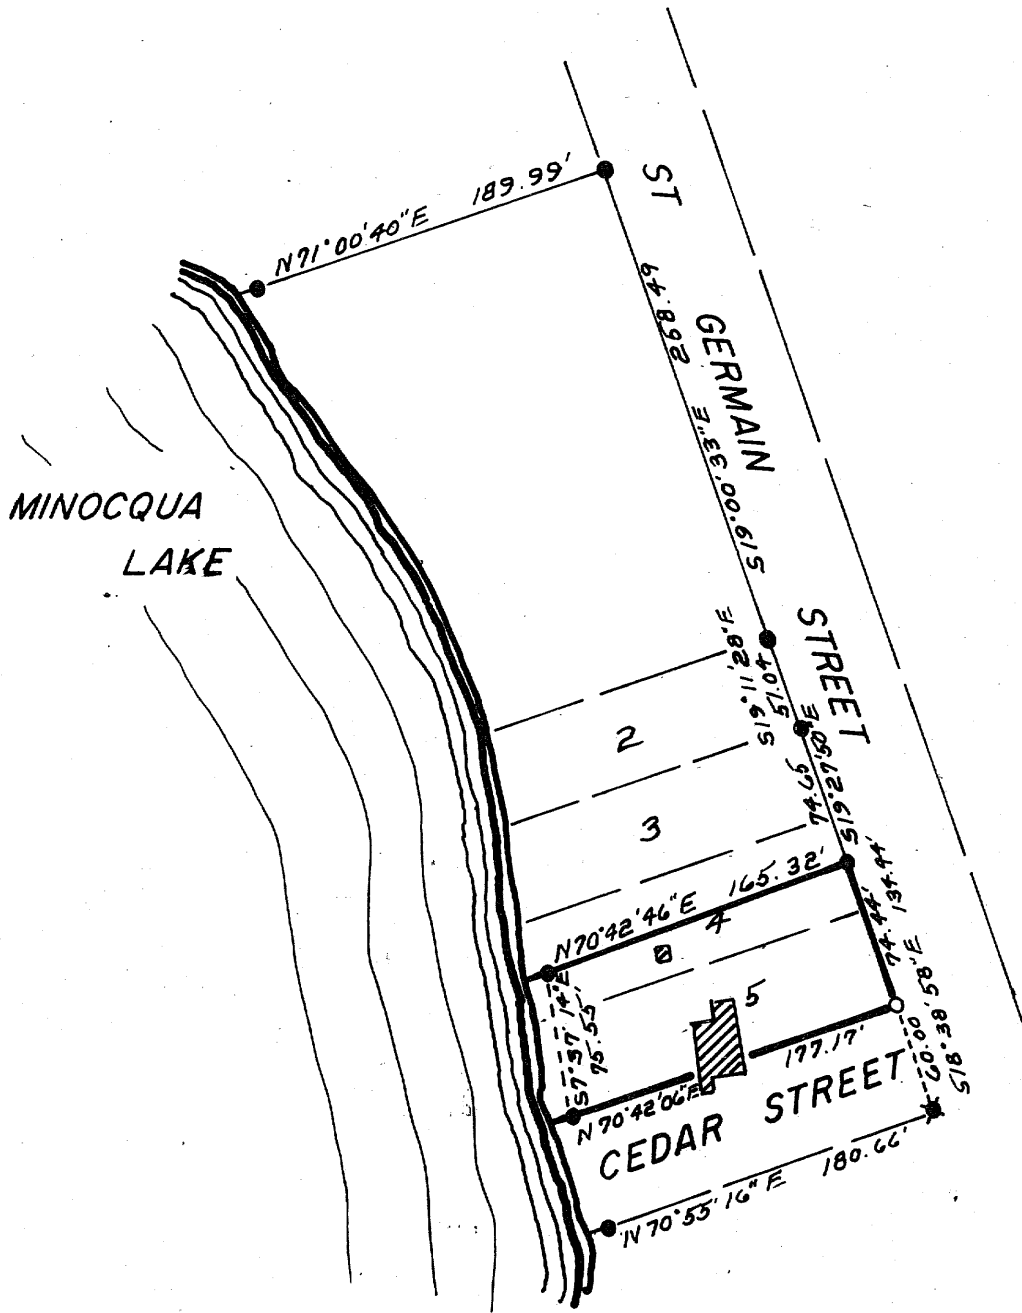 189.99'
N71°00'40"E
ST
GERMAIN
STREET
268.49
S19°00'33"E
MINOCQUA
LAKE
S19°11'28"E
51.04
2
74.65
S19°27'50"E
3
165.32'
N70°42'46"E
4
74.44'
134.44'
S7°37'14"E
75.55'
5
177.17'
60.00
S18°38'58"E
N70°42'06"E
CEDAR STREET
180.66'
N70°55'16"E